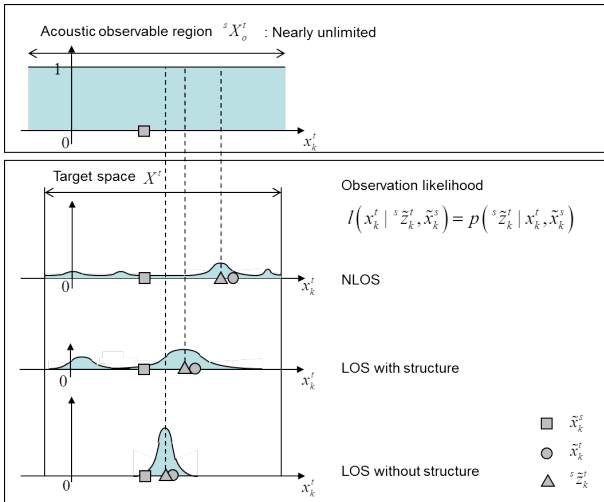 Acoustic observable region ˢXₒᵗ : Nearly unlimited
1
0
xₖᵗ
Target space Xᵗ
Observation likelihood
l(xₖᵗ | ˢz̃ₖᵗ, x̃ₖˢ) = p(ˢz̃ₖᵗ | xₖᵗ, x̃ₖˢ)
0
xₖᵗ
NLOS
0
xₖᵗ
LOS with structure
0
xₖᵗ
LOS without structure
x̃ₖˢ
x̃ₖᵗ
ˢz̃ₖᵗ